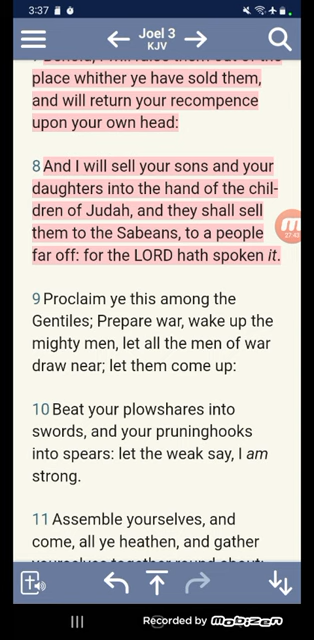 3:37
Joel 3
KJV
place whither ye have sold them,
and will return your recompence
upon your own head:
8 And I will sell your sons and your
daughters into the hand of the chil-
dren of Judah, and they shall sell
them to the Sabeans, to a people
far off: for the LORD hath spoken it.
27:43
9 Proclaim ye this among the
Gentiles; Prepare war, wake up the
mighty men, let all the men of war
draw near; let them come up:
10 Beat your plowshares into
swords, and your pruninghooks
into spears: let the weak say, I am
strong.
11 Assemble yourselves, and
come, all ye heathen, and gather
Recorded by mobizen